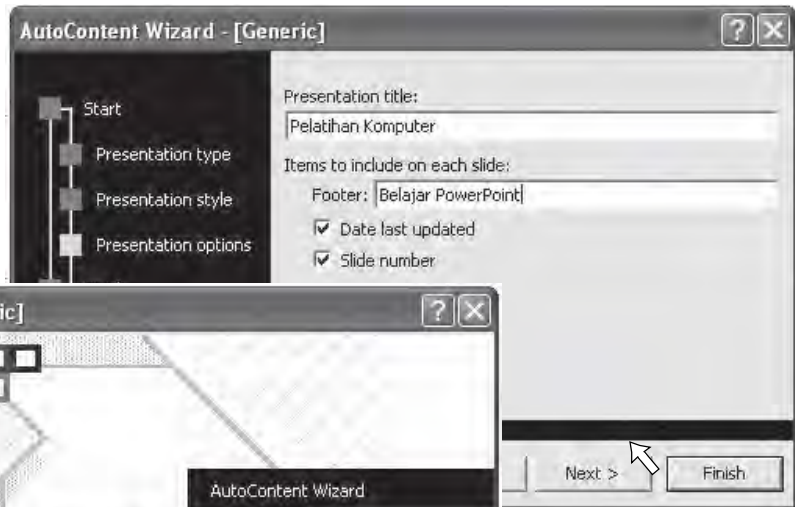 AutoContent Wizard - [Generic]
Start
Presentation type
Presentation style
Presentation options
Presentation title:
Pelatihan Komputer
Items to include on each slide:
Footer: Belajar PowerPoint
Date last updated
Slide number
Next >
Finish
ic]
AutoContent Wizard